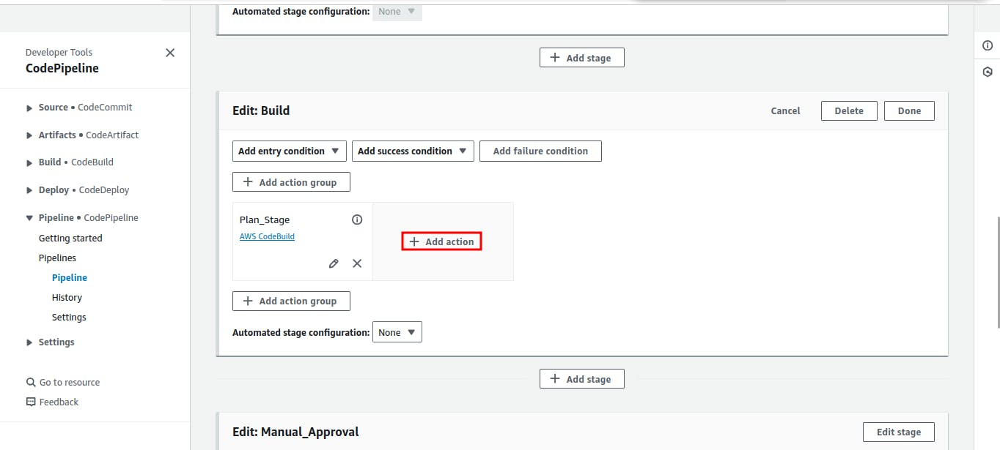 Automated stage configuration: None
Add stage
Developer Tools
CodePipeline
Source • CodeCommit
Artifacts • CodeArtifact
Build • CodeBuild
Deploy • CodeDeploy
Pipeline • CodePipeline
Getting started
Pipelines
Pipeline
History
Settings
Settings
Go to resource
Feedback
Edit: Build
Cancel Delete Done
Add entry condition Add success condition Add failure condition
Add action group
Plan_Stage
AWS CodeBuild
Add action
Add action group
Automated stage configuration: None
Add stage
Edit: Manual_Approval
Edit stage